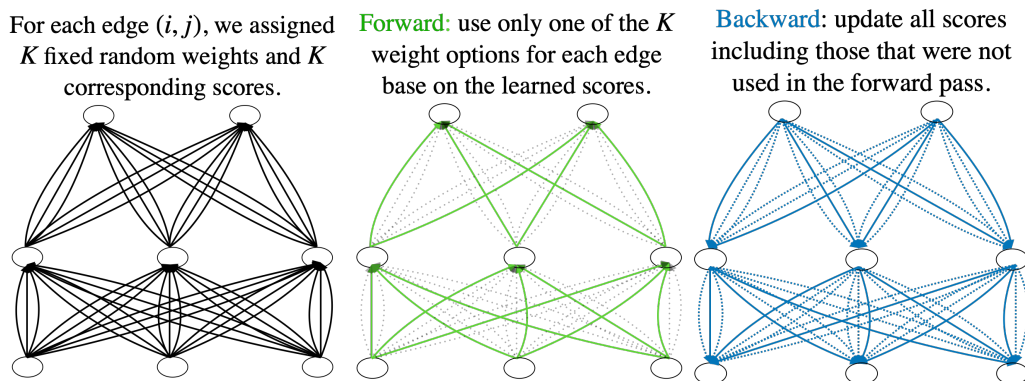 For each edge (i, j), we assigned
K fixed random weights and K
corresponding scores.
Forward: use only one of the K
weight options for each edge
base on the learned scores.
Backward: update all scores
including those that were not
used in the forward pass.